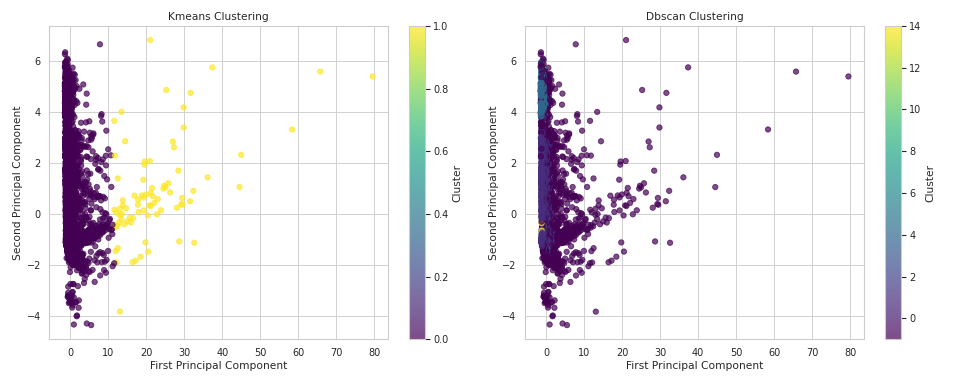 Kmeans Clustering
Second Principal Component
6
4
2
0
−2
−4
0 10 20 30 40 50 60 70 80
First Principal Component
1.0
0.8
0.6
0.4
0.2
0.0
Cluster
Dbscan Clustering
Second Principal Component
6
4
2
0
−2
−4
0 10 20 30 40 50 60 70 80
First Principal Component
14
12
10
8
6
4
2
0
Cluster